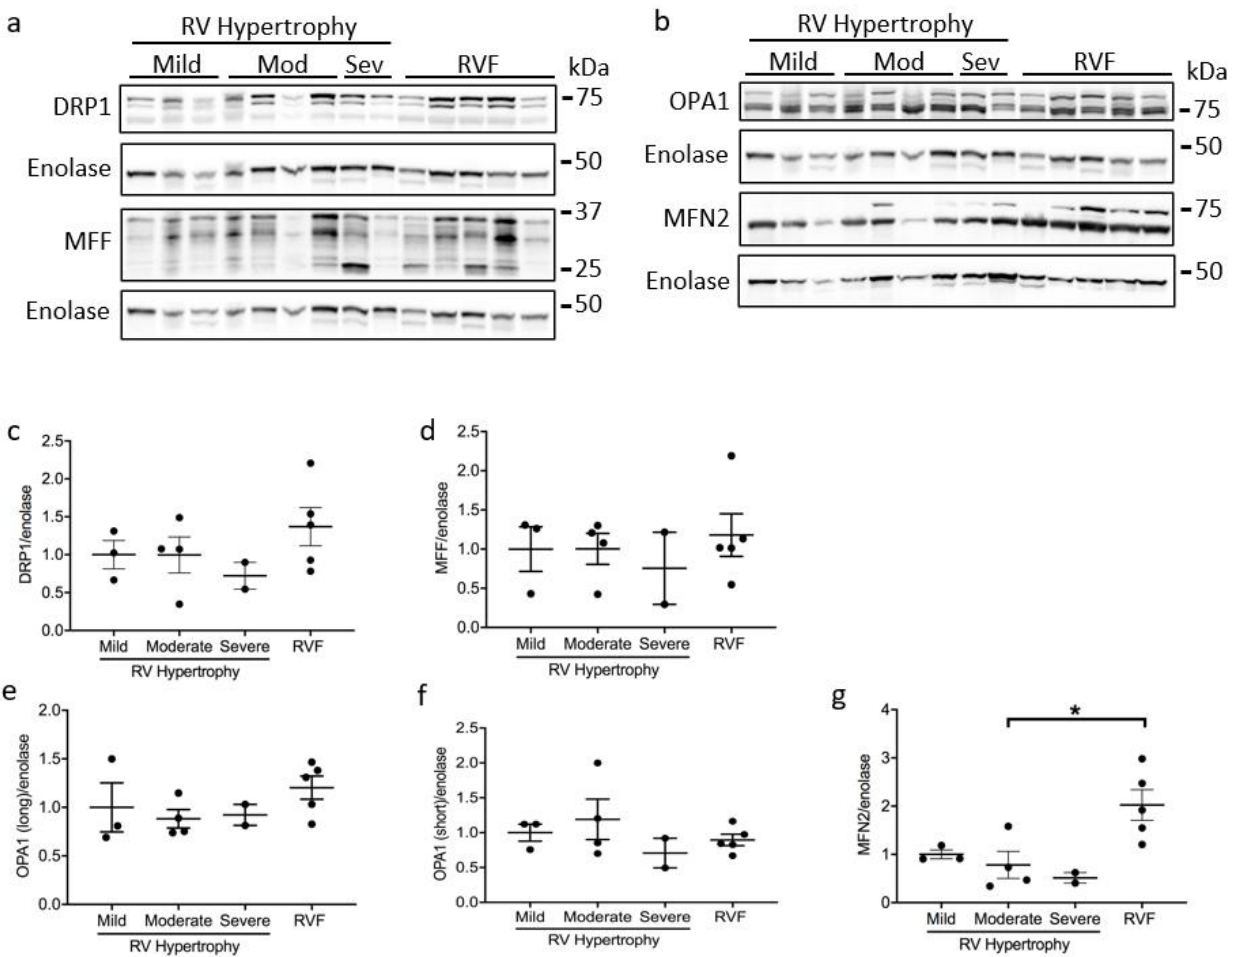 a
RV Hypertrophy
Mild Mod Sev RVF kDa
DRP1 75
Enolase 50
MFF 37
25
Enolase 50
b
RV Hypertrophy
Mild Mod Sev RVF kDa
OPA1 75
Enolase 50
MFN2 75
Enolase 50
c
DRP1/enolase
2.5
2.0
1.5
1.0
0.5
0.0
Mild Moderate Severe RVF
RV Hypertrophy
d
MFF/enolase
2.5
2.0
1.5
1.0
0.5
0.0
Mild Moderate Severe RVF
RV Hypertrophy
e
OPA1 (long)/enolase
2.0
1.5
1.0
0.5
0.0
Mild Moderate Severe RVF
RV Hypertrophy
f
OPA1 (short)/enolase
2.5
2.0
1.5
1.0
0.5
0.0
Mild Moderate Severe RVF
RV Hypertrophy
g
MFN2/enolase
*
4
3
2
1
0
Mild Moderate Severe RVF
RV Hypertrophy